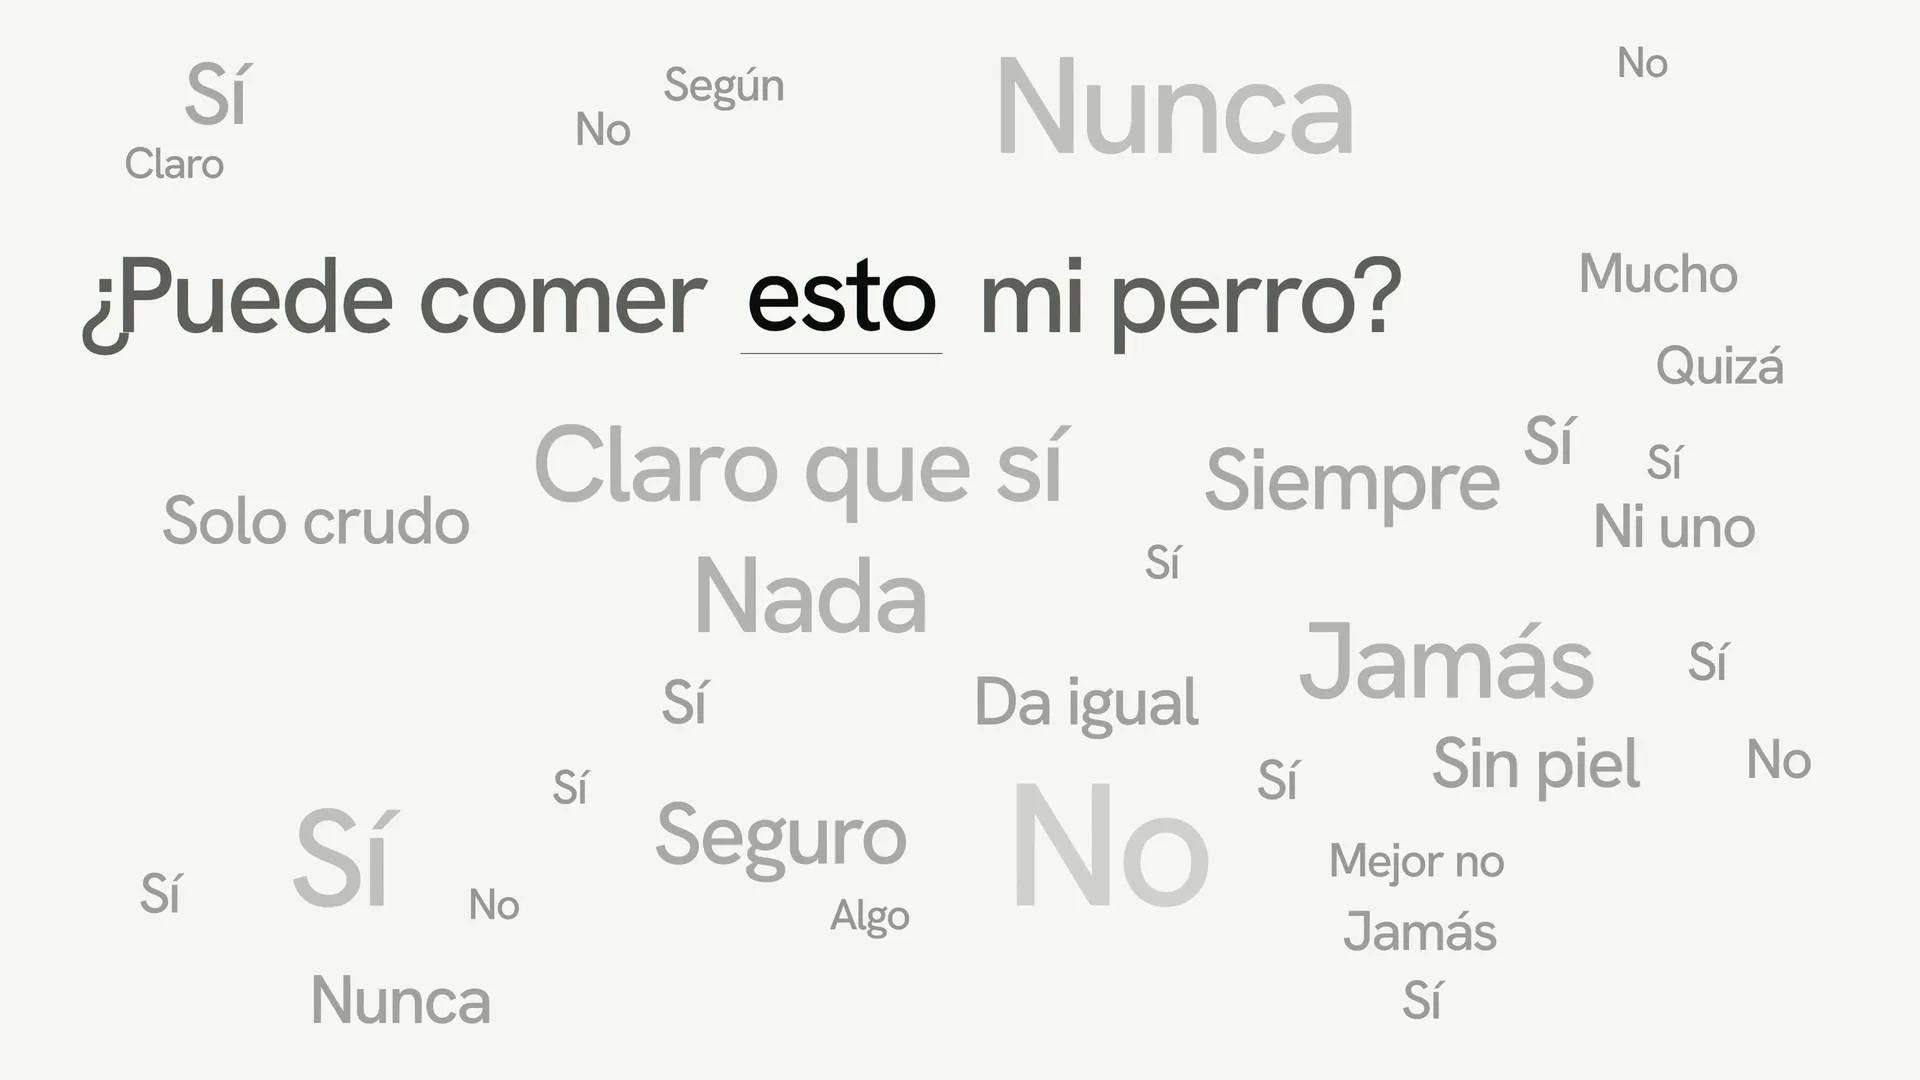 Sí
Claro
No
Según
Nunca
No
¿Puede comer esto mi perro?
Mucho
Quizá
Claro que sí
Siempre
Sí
Sí
Solo crudo
Ni uno
Sí
Nada
Jamás
Sí
Sí
Da igual
Sí
Sin piel
No
Sí
Sí
Seguro
No
Mejor no
Sí
No
Algo
Jamás
Nunca
Sí